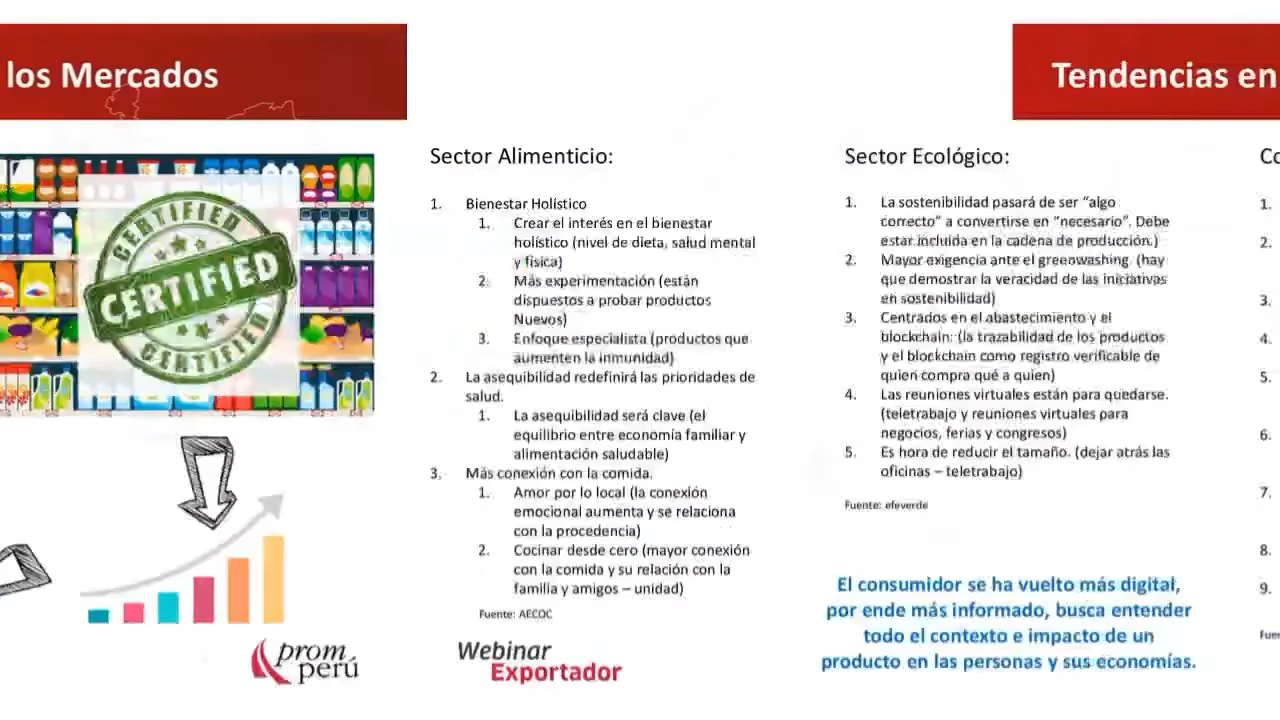 los Mercados
Tendencias en
CERTIFIED
CERTIFIED
CERTIFIED
Sector Alimenticio:
1. Bienestar Holístico
1. Crear el interés en el bienestar
holístico (nivel de dieta, salud mental
y física)
2. Más experimentación (están
dispuestos a probar productos
Nuevos)
3. Enfoque especialista (productos que
aumenten la inmunidad)
2. La asequibilidad redefinirá las prioridades de
salud.
1. La asequibilidad será clave (el
equilibrio entre economía familiar y
alimentación saludable)
3. Más conexión con la comida.
1. Amor por lo local (la conexión
emocional aumenta y se relaciona
con la procedencia)
2. Cocinar desde cero (mayor conexión
con la comida y su relación con la
familia y amigos – unidad)
Fuente: AECOC
Webinar
Exportador
prom
perú
Sector Ecológico:
1. La sostenibilidad pasará de ser “algo
correcto” a convertirse en “necesario”. Debe
estar incluida en la cadena de producción.)
2. Mayor exigencia ante el greenwashing. (hay
que demostrar la veracidad de las iniciativas
en sostenibilidad)
3. Centrados en el abastecimiento y el
blockchain: (la trazabilidad de los productos
y el blockchain como registro verificable de
quien compra qué a quien)
4. Las reuniones virtuales están para quedarse.
(teletrabajo y reuniones virtuales para
negocios, ferias y congresos)
5. Es hora de reducir el tamaño. (dejar atrás las
oficinas – teletrabajo)
Fuente: efeverde
El consumidor se ha vuelto más digital,
por ende más informado, busca entender
todo el contexto e impacto de un
producto en las personas y sus economías.
Co
1.
2.
3.
4.
5.
6.
7.
8.
9.
Fuen